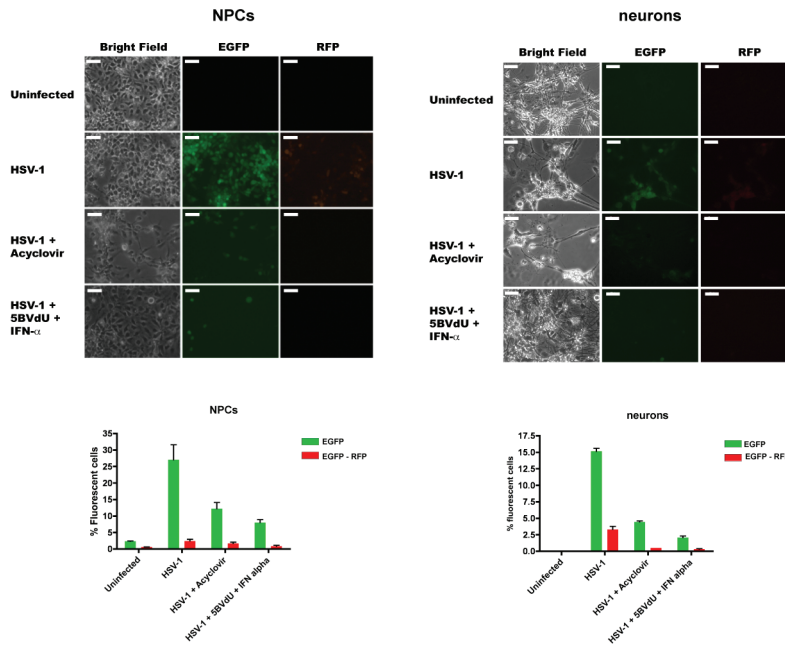 NPCs
Bright Field EGFP RFP
Uninfected
HSV-1
HSV-1 +
Acyclovir
HSV-1 +
5BVdU +
IFN-α
neurons
Bright Field EGFP RFP
Uninfected
HSV-1
HSV-1 +
Acyclovir
HSV-1 +
5BVdU +
IFN-α
NPCs
% Fluorescent cells
35
30
25
20
15
10
5
0
Uninfected
HSV-1
HSV-1 + Acyclovir
HSV-1 + 5BVdU + IFN alpha
EGFP
EGFP - RFP
neurons
% fluorescent cells
17.5
15.0
12.5
10.0
7.5
5.0
2.5
0.0
Uninfected
HSV-1
HSV-1 + Acyclovir
HSV-1 + 5BVdU + IFN alpha
EGFP
EGFP - RFP